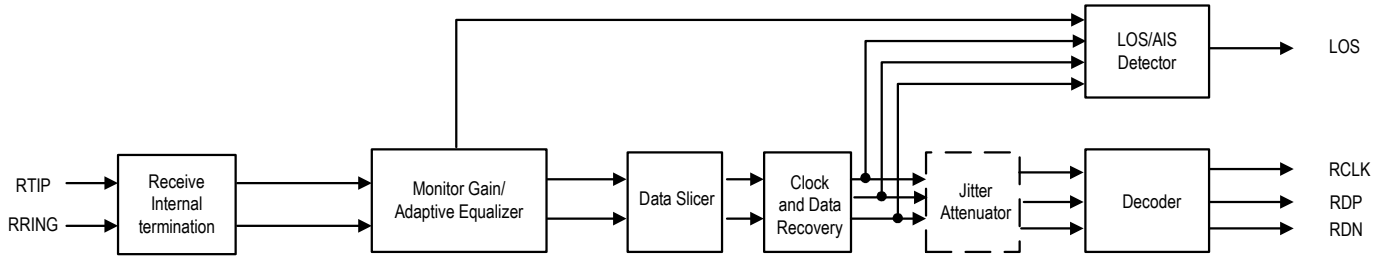 LOS/AIS
Detector
LOS
RTIP
RRING
Receive
Internal
termination
Monitor Gain/
Adaptive Equalizer
Data Slicer
Clock
and Data
Recovery
Jitter
Attenuator
Decoder
RCLK
RDP
RDN